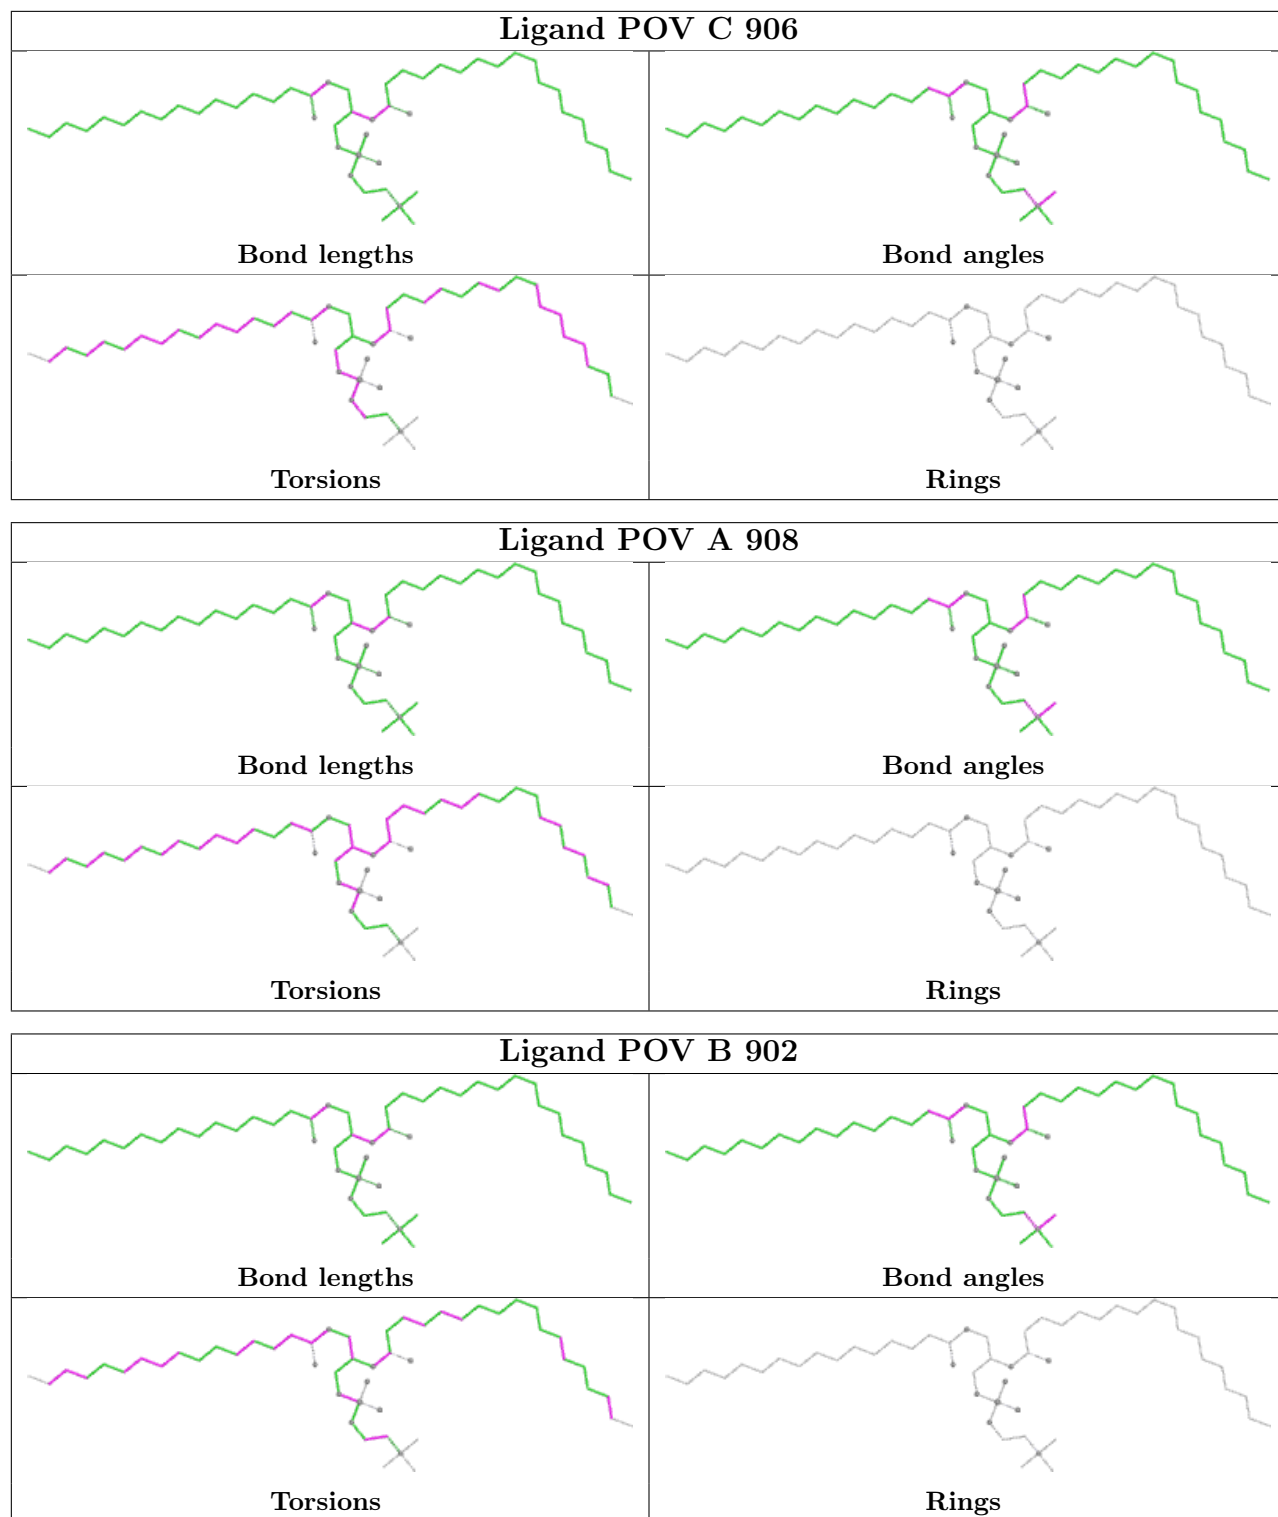 Ligand POV C 906
Bond lengths
Bond angles
Torsions
Rings
Ligand POV A 908
Bond lengths
Bond angles
Torsions
Rings
Ligand POV B 902
Bond lengths
Bond angles
Torsions
Rings